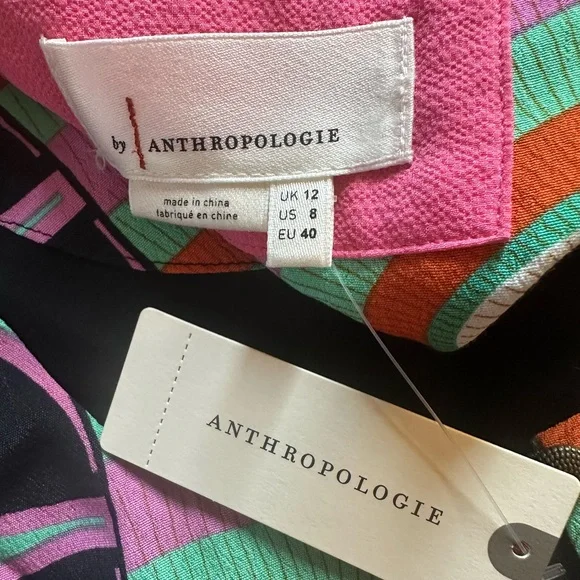 by ANTHROPOLOGIE
made in china
fabriqué en chine
UK 12
US 8
EU 40
ANTHROPOLOGIE